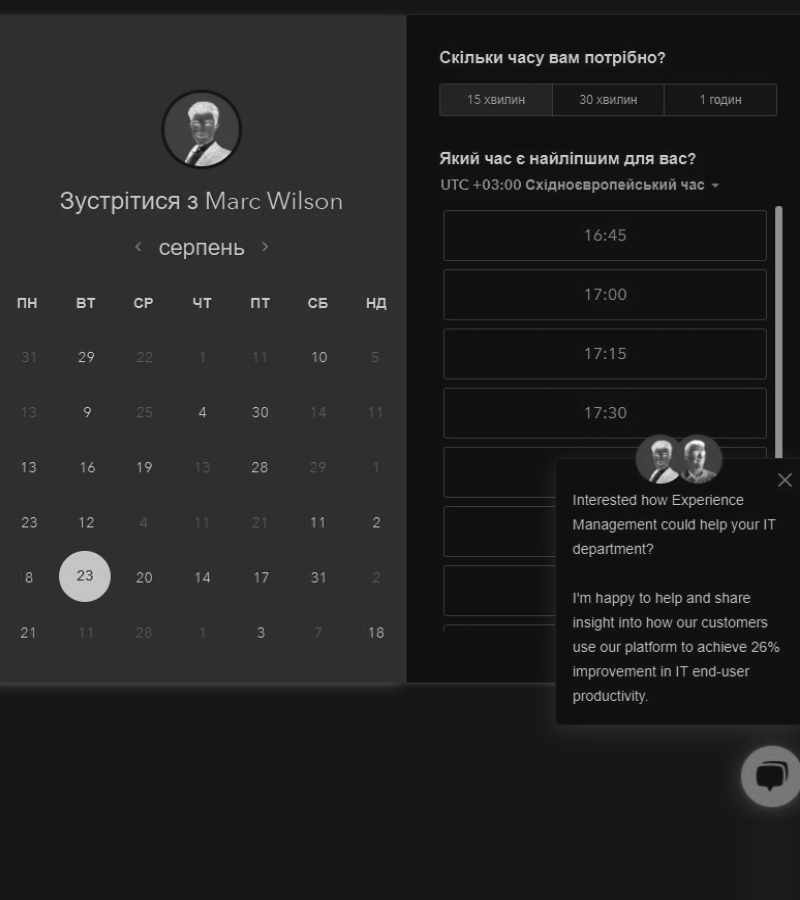 Зустрітися з Marc Wilson
серпень
ПН ВТ СР ЧТ ПТ СБ НД
31 29 22 1 11 10 5
13 9 25 4 30 14 11
13 16 19 13 28 29 1
23 12 4 11 21 11 2
8 23 20 14 17 31 2
21 11 28 1 3 7 18
Скільки часу вам потрібно?
15 хвилин 30 хвилин 1 годин
Який час є найліпшим для вас?
UTC +03:00 Східноєвропейський час
16:45
17:00
17:15
17:30
Interested how Experience
Management could help your IT
department?
I'm happy to help and share
insight into how our customers
use our platform to achieve 26%
improvement in IT end-user
productivity.